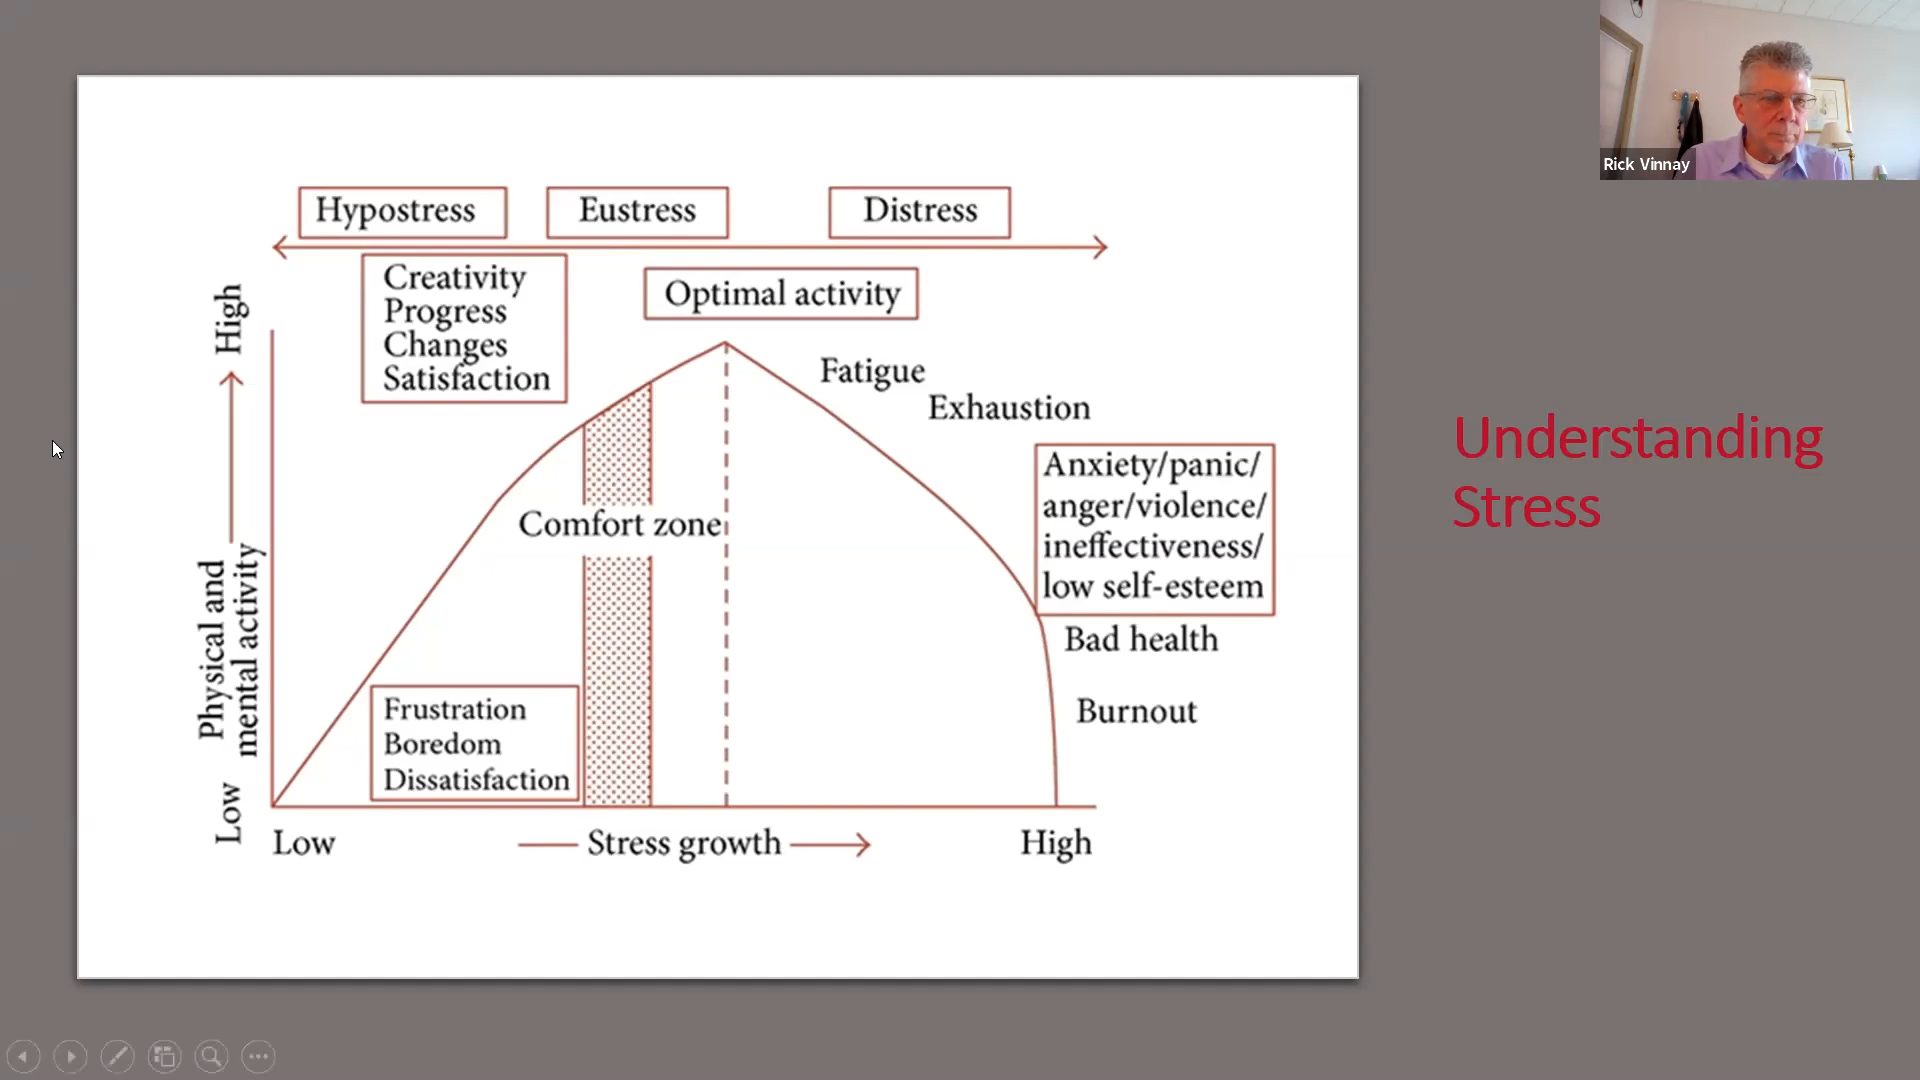 Rick Vinnay
Hypostress
Eustress
Distress
Creativity
Progress
Changes
Satisfaction
Optimal activity
Fatigue
Exhaustion
Anxiety/panic/
anger/violence/
ineffectiveness/
low self-esteem
Bad health
Burnout
Comfort zone
Frustration
Boredom
Dissatisfaction
High
Physical and
mental activity
Low
Low
Stress growth
High
Understanding
Stress